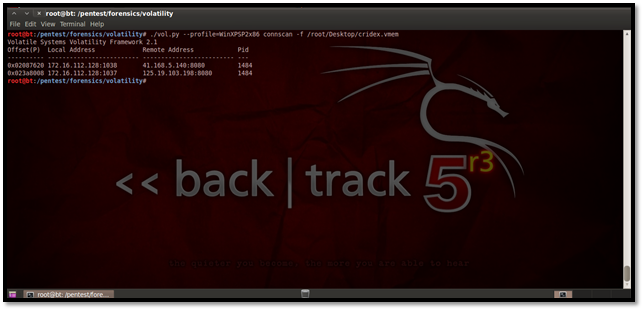 root@bt: /pentest/forensics/volatility
File Edit View Terminal Help
root@bt:/pentest/forensics/volatility# ./vol.py --profile=WinXPSP2x86 connscan -f /root/Desktop/cridex.vmem
Volatile Systems Volatility Framework 2.1
Offset(P)  Local Address             Remote Address            Pid
---------- ------------------------- ------------------------- ---
0x02087620 172.16.112.128:1038       41.168.5.140:8080         1484
0x023a8008 172.16.112.128:1037       125.19.103.198:8080       1484
root@bt:/pentest/forensics/volatility#
<< back | track 5 r3
the quieter you become, the more you are able to hear
root@bt: /pentest/fore...